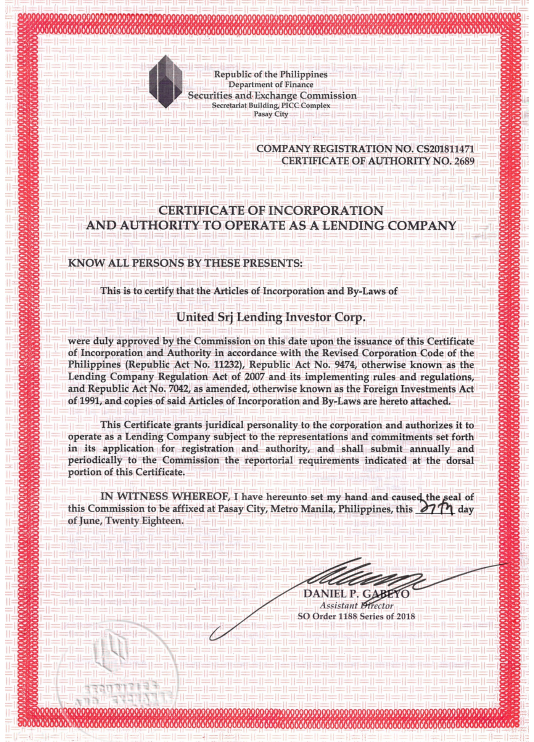 Republic of the Philippines
Department of Finance
Securities and Exchange Commission
Secretariat Building, PICC Complex
Pasay City
COMPANY REGISTRATION NO. CS201811471
CERTIFICATE OF AUTHORITY NO. 2689
CERTIFICATE OF INCORPORATION
AND AUTHORITY TO OPERATE AS A LENDING COMPANY
KNOW ALL PERSONS BY THESE PRESENTS:
This is to certify that the Articles of Incorporation and By-Laws of
United Srj Lending Investor Corp.
were duly approved by the Commission on this date upon the issuance of this Certificate
of Incorporation and Authority in accordance with the Revised Corporation Code of the
Philippines (Republic Act No. 11232), Republic Act No. 9474, otherwise known as the
Lending Company Regulation Act of 2007 and its implementing rules and regulations,
and Republic Act No. 7042, as amended, otherwise known as the Foreign Investments Act
of 1991, and copies of said Articles of Incorporation and By-Laws are hereto attached.
This Certificate grants juridical personality to the corporation and authorizes it to
operate as a Lending Company subject to the representations and commitments set forth
in its application for registration and authority, and shall submit annually and
periodically to the Commission the reportorial requirements indicated at the dorsal
portion of this Certificate.
IN WITNESS WHEREOF, I have hereunto set my hand and caused the seal of
this Commission to be affixed at Pasay City, Metro Manila, Philippines, this day
of June, Twenty Eighteen.
DANIEL P. GABEYO
Assistant Director
SO Order 1188 Series of 2018
SECURITIES
AND EXCHANGE